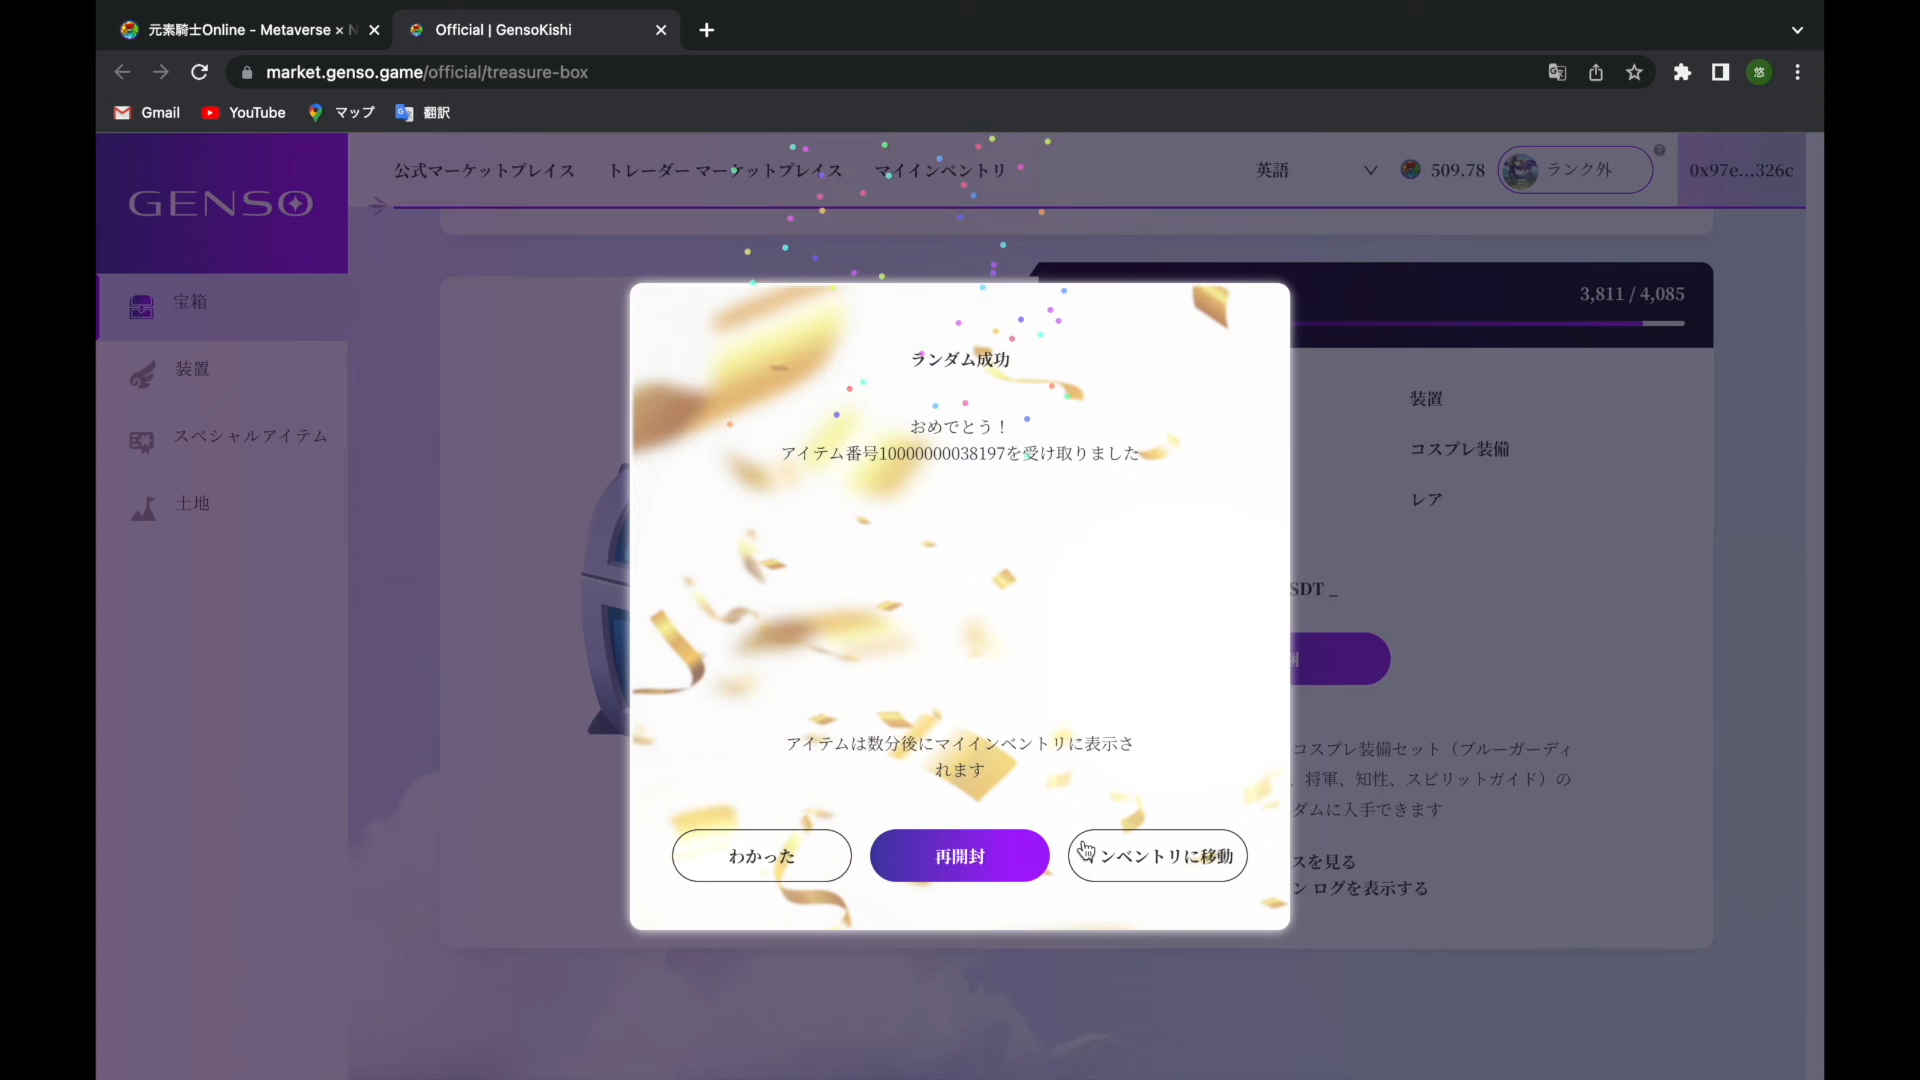 元素騎士Online - Metaverse × N
Official | GensoKishi
market.genso.game/official/treasure-box
悠
Gmail
YouTube
マップ
翻訳
GENSO
公式マーケットプレイス
トレーダー マーケットプレイス
マイインベントリ
英語
509.78
ランク外
0x97e...326c
宝箱
装置
スペシャルアイテム
土地
3,811 / 4,085
装置
コスプレ装備
レア
SDT _
ランダム成功
おめでとう！
アイテム番号10000000038197を受け取りました
アイテムは数分後にマイインベントリに表示さ
れます
わかった
再開封
ンベントリに移動
コスプレ装備セット（ブルーガーディ
、将軍、知性、スピリットガイド）の
ダムに入手できます
スを見る
ン ログを表示する